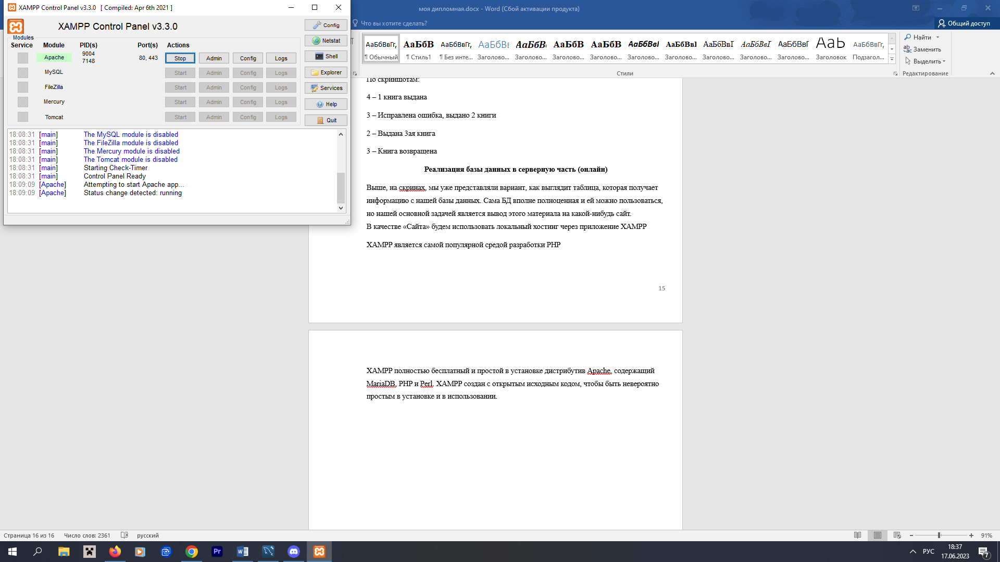 XAMPP Control Panel v3.3.0 [ Compiled: Apr 6th 2021 ]
XAMPP Control Panel v3.3.0
Modules
Service Module PID(s) Port(s) Actions
Apache 9004 7148 80, 443 Stop Admin Config Logs
MySQL Start Admin Config Logs
FileZilla Start Admin Config Logs
Mercury Start Admin Config Logs
Tomcat Start Admin Config Logs
Config
Netstat
Shell
Explorer
Services
Help
Quit
18:08:31 [main] The MySQL module is disabled
18:08:31 [main] The FileZilla module is disabled
18:08:31 [main] The Mercury module is disabled
18:08:31 [main] The Tomcat module is disabled
18:08:31 [main] Starting Check-Timer
18:08:31 [main] Control Panel Ready
18:09:09 [Apache] Attempting to start Apache app...
18:09:09 [Apache] Status change detected: running
моя дипломная.docx - Word (Сбой активации продукта)
Что вы хотите сделать?
Общий доступ
АаБбВвГг, АаБбВ АаБбВвГг, АаБбВ АаБбВ АаБбВ АаБбВ АаБбВвІ АаБбВвІ АаБбВвГ АаБбВвГ АаБбВвГ АаЬ АаБбВвГг,
¶ Обычный ¶ Стиль1 ¶ Без инте... Заголово... Заголово... Заголово... Заголово... Заголово... Заголово... Заголово... Заголово... Заголово... Заголовок Подзагол...
Стили
Найти
Заменить
Выделить
Редактирование
По скриншотам:
4 – 1 книга выдана
3 – Исправлена ошибка, выдано 2 книги
2 – Выдана 3ая книга
3 – Книга возвращена
Реализация базы данных в серверную часть (онлайн)
Выше, на скринах, мы уже представляли вариант, как выглядит таблица, которая получает
информацию с нашей базы данных. Сама БД вполне полноценная и ей можно пользоваться,
но нашей основной задачей является вывод этого материала на какой-нибудь сайт.
В качестве «Сайта» будем использовать локальный хостинг через приложение XAMPP
XAMPP является самой популярной средой разработки PHP
15
XAMPP полностью бесплатный и простой в установке дистрибутив Apache, содержащий
MariaDB, PHP и Perl. XAMPP создан с открытым исходным кодом, чтобы быть невероятно
простым в установке и в использовании.
Страница 16 из 16 Число слов: 2361 русский
91%
Pr
РУС
18:37
17.06.2023
7